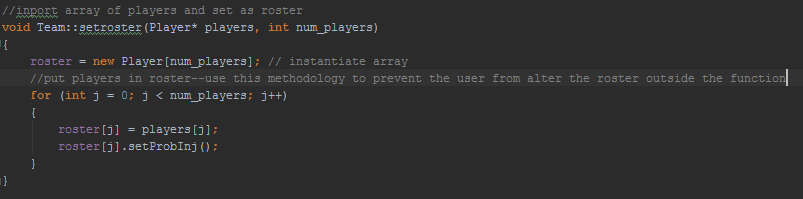 //inport array of players and set as roster
void Team::setroster(Player* players, int num_players)
{
roster = new Player[num_players]; // instantiate array
//put players in roster--use this methodology to prevent the user from alter the roster outside the function
for (int j = 0; j < num_players; j++)
{
roster[j] = players[j];
roster[j].setProbInj();
}
}